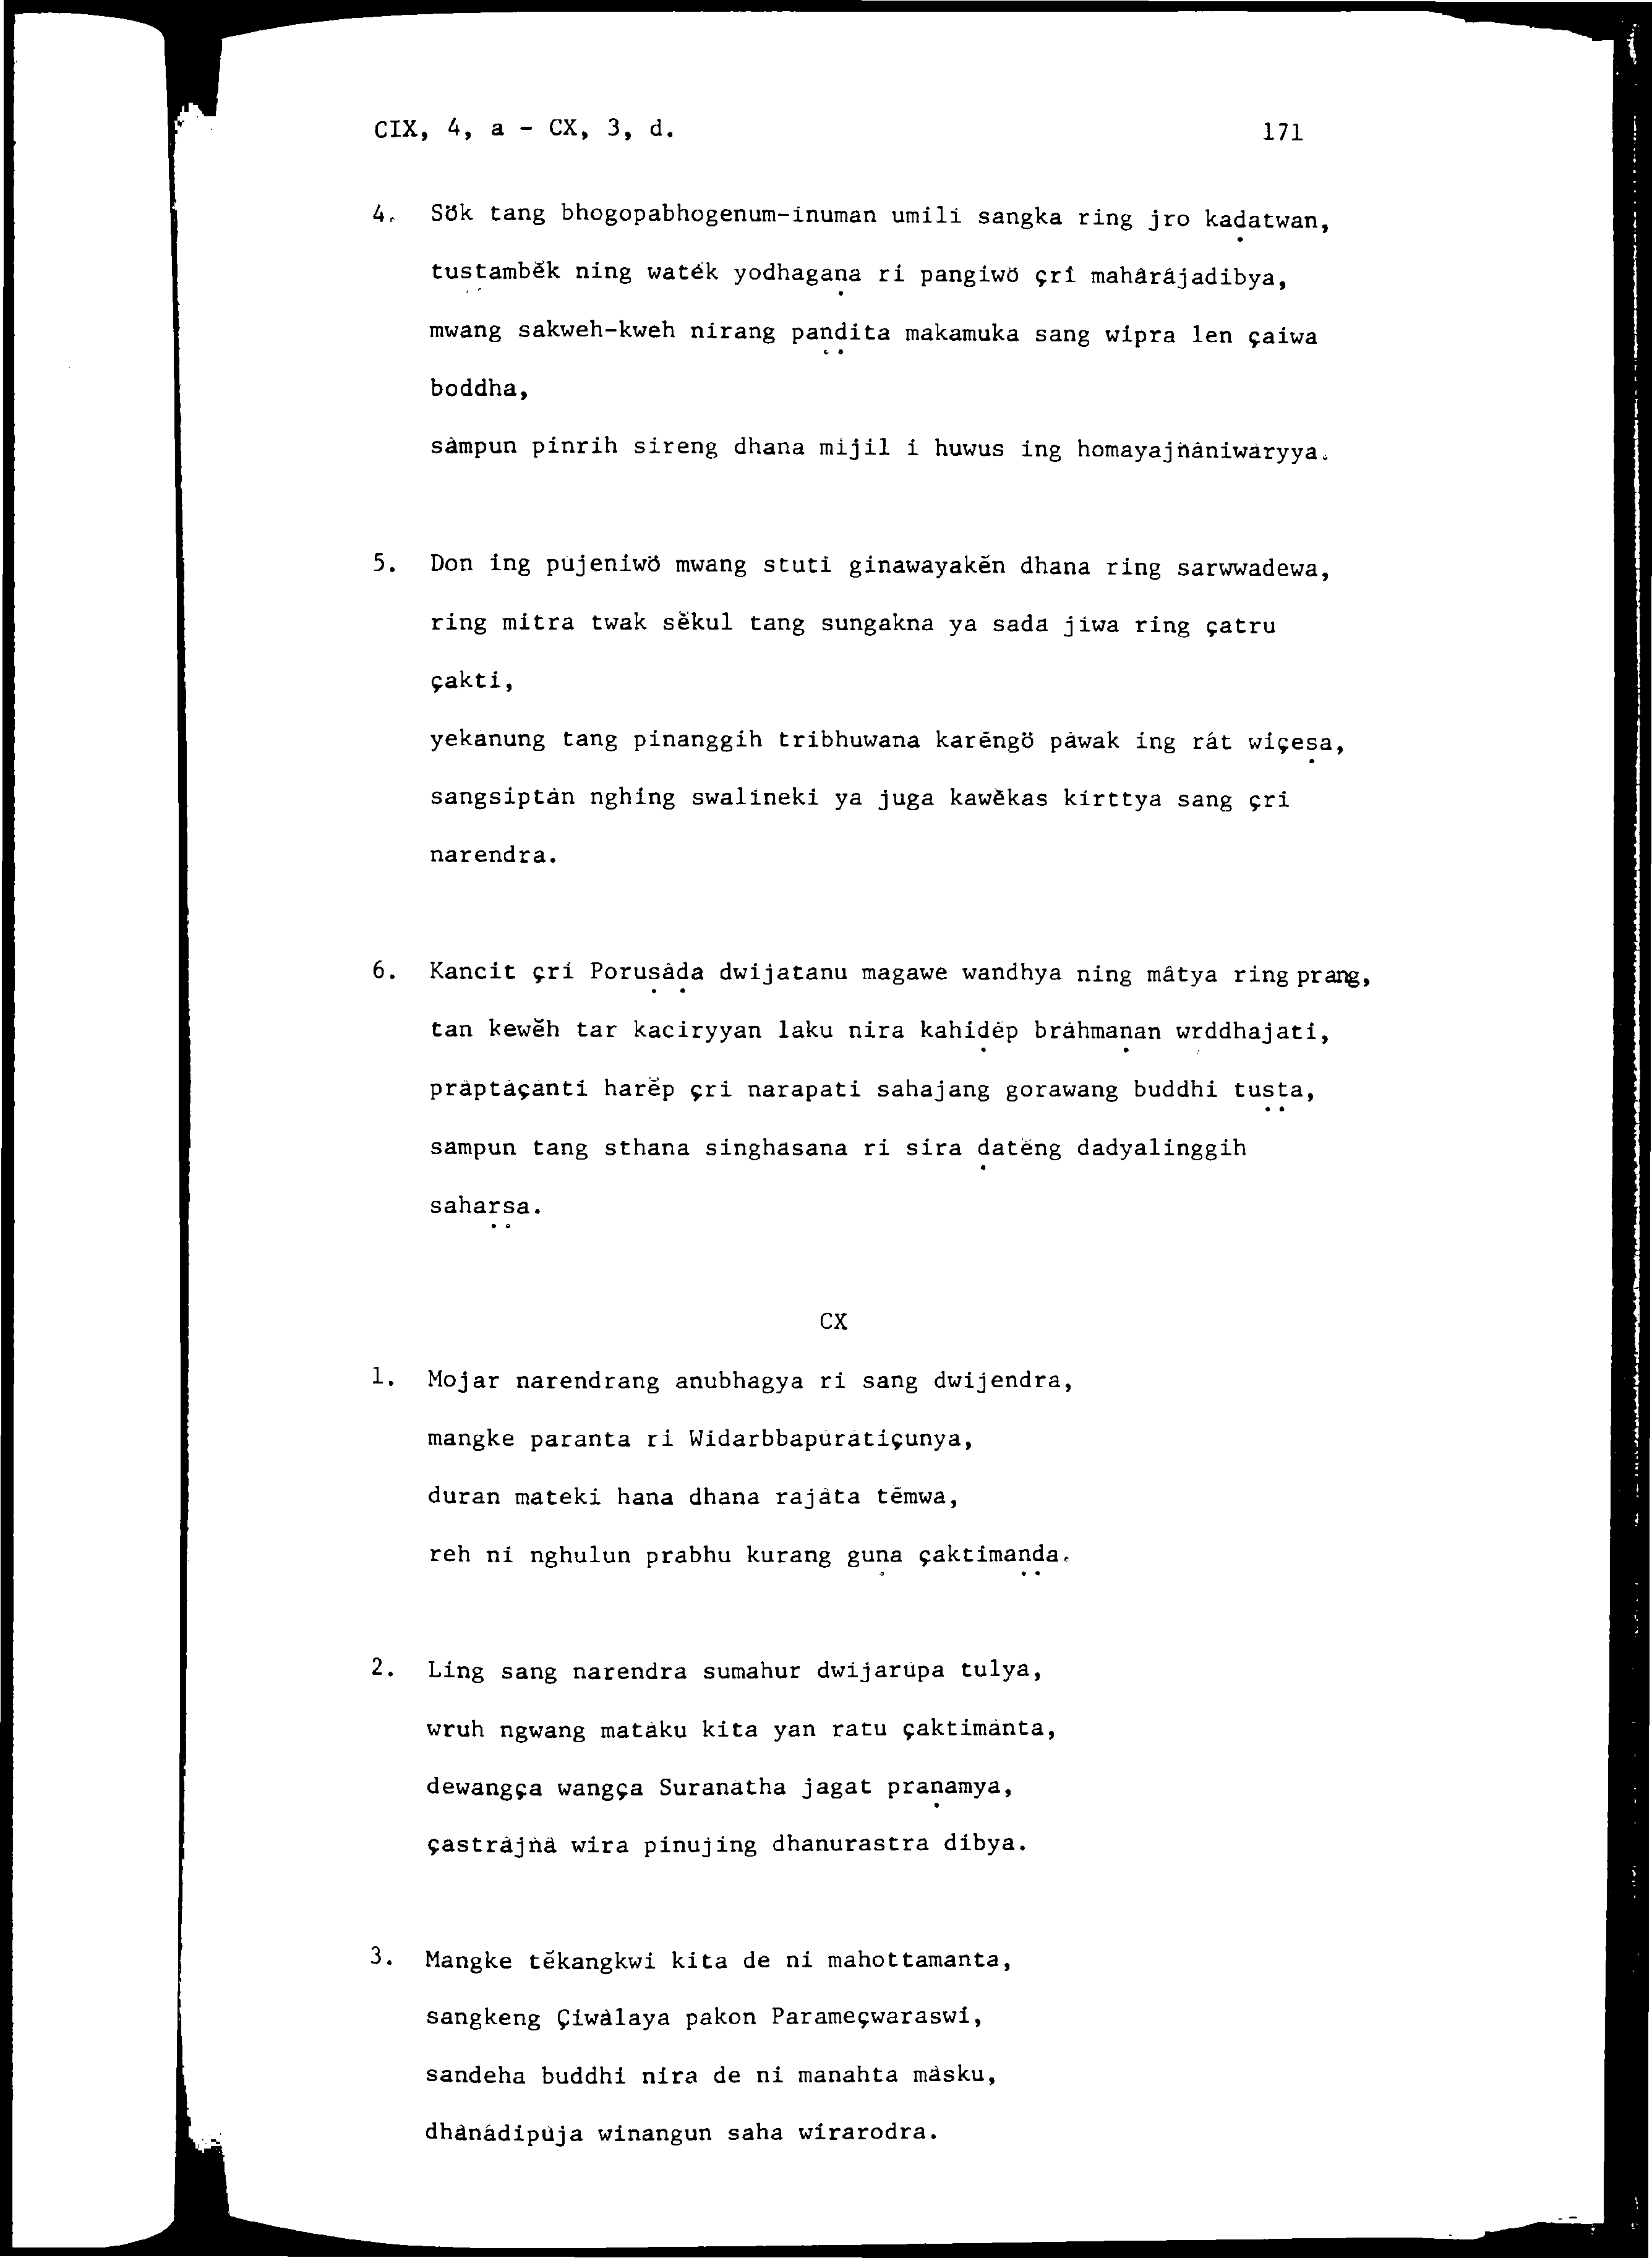 CIX, 4, a - CX, 3, d. 171
4. Sök tang bhogopabhogenum-inuman umili sangka ring jro kaḍatwan,
tuṣṭambĕk ning watĕk yodhagaṇa ri pangiwö çrî mahârâjadibya,
mwang sakweh-kweh nirang paṇḍita makamuka sang wipra len çaiwa
boddha,
sâmpun pinrih sireng dhana mijil i huwus ing homayajñâniwâryya.
5. Don ing pûjeniwö mwang stuti ginawayakĕn dhana ring sarwwadewa,
ring mitra twak sĕkul tang sungakna ya sada jiwa ring çatru
çakti,
yekanung tang pinanggih tribhuwana karĕngö pâwak ing rât wiçeṣa,
sangsiptân nghing swalineki ya juga kawĕkas kirttya sang çri
narendra.
6. Kancit çrî Poruṣâḍa dwijatanu magawe wandhya ning mâtya ring prang,
tan kewĕh tar kaciryyan laku nira kahiḍĕp brâhmaṇan wrddhajati,
prâptâçânti harĕp çri narapati sahajang gorawang buddhi tuṣṭa,
sâmpun tang sthana singhasana ri sira ḍatĕng dadyalinggih
saharṣa.
CX
1. Mojar narendrang anubhagya ri sang dwijendra,
mangke paranta ri Widarbbapurâtiçunya,
duran mateki hana dhana rajâta tĕmwa,
reh ni nghulun prabhu kurang guṇa çaktimaṇḍa.
2. Ling sang narendra sumahur dwijarûpa tulya,
wruh ngwang matâku kita yan ratu çaktimânta,
dewangça wangça Suranâtha jagat praṇamya,
çastrâjñâ wira pinujing dhanurastra dibya.
3. Mangke tĕkangkwi kita de ni mahottamanta,
sangkeng Çiwâlaya pakon Parameçwaraswi,
sandeha buddhi nira de ni manahta mâsku,
dhânâdipûja winangun saha wîrarodra.